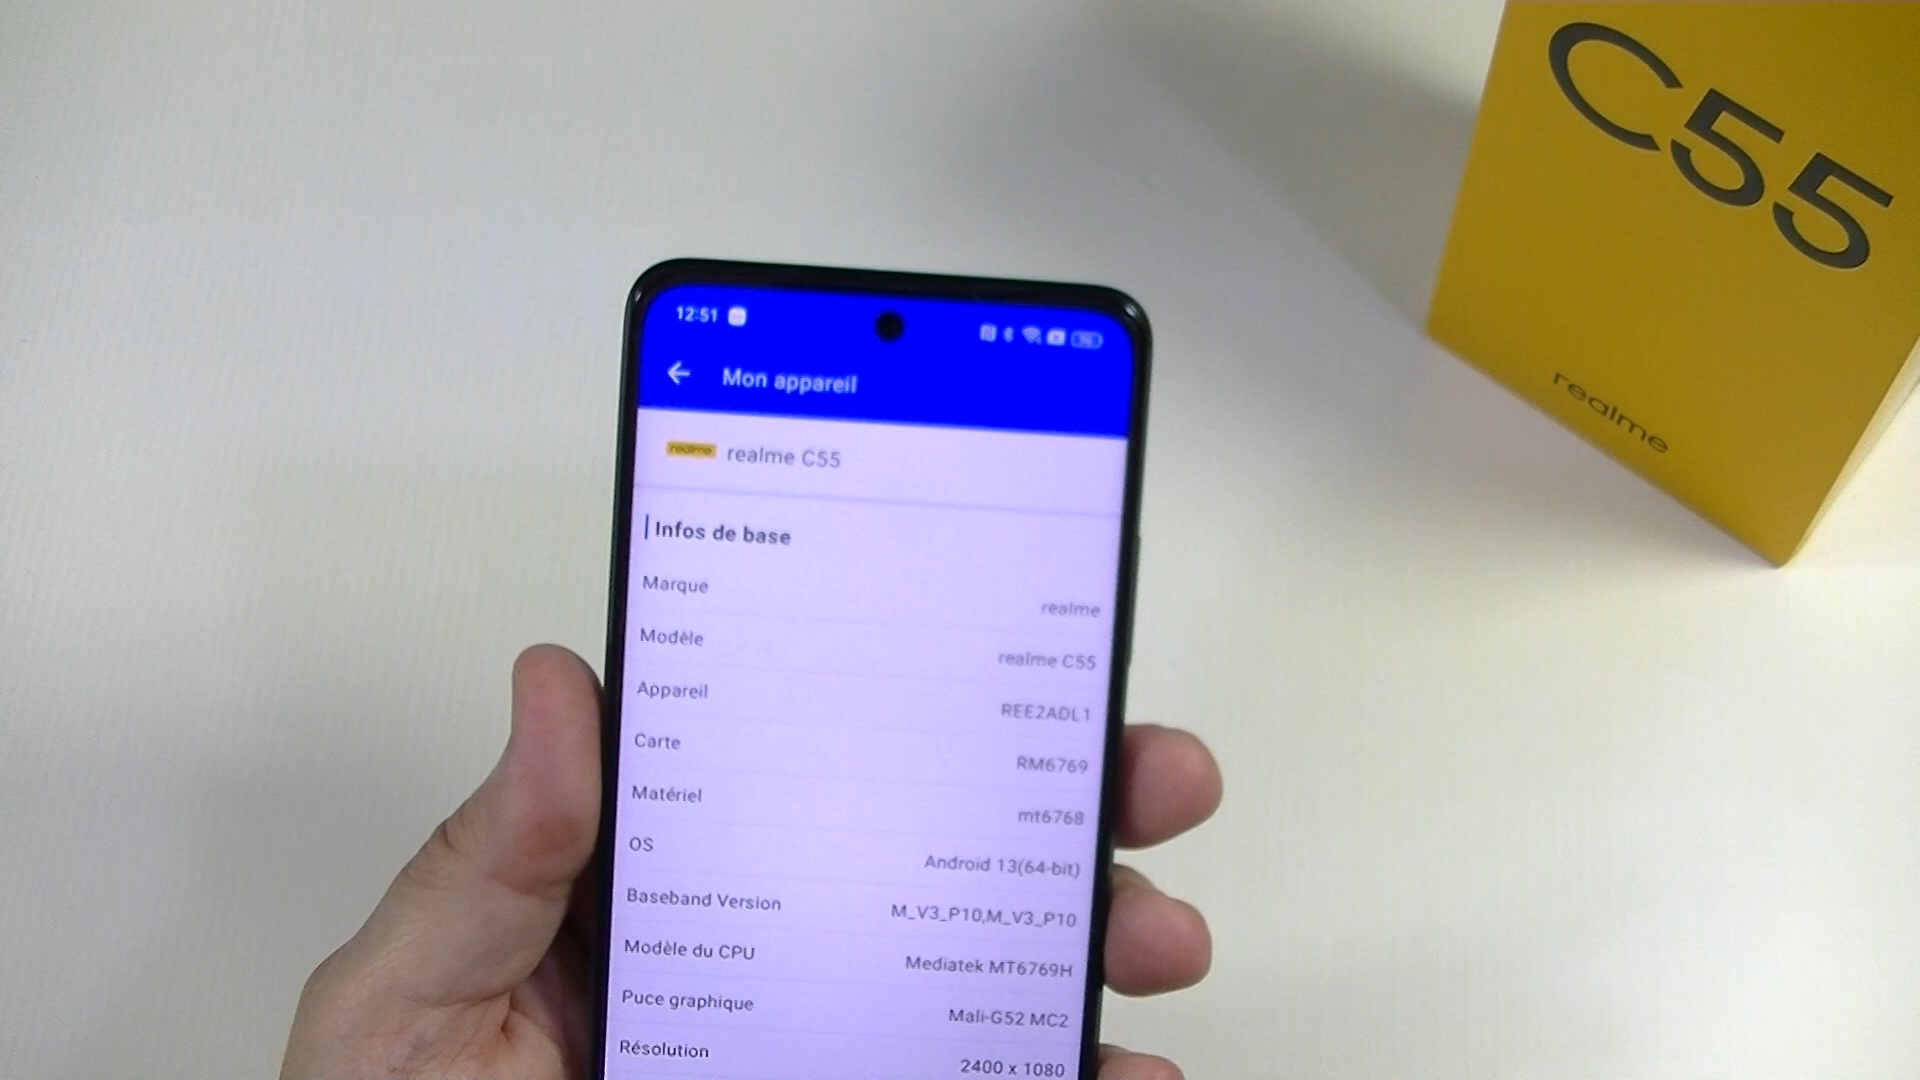 C55
realme
12:51
Mon appareil
realme realme C55
Infos de base
Marque realme
Modèle realme C55
Appareil REE2ADL1
Carte RM6769
Matériel mt6768
OS Android 13(64-bit)
Baseband Version M_V3_P10,M_V3_P10
Modèle du CPU Mediatek MT6769H
Puce graphique Mali-G52 MC2
Résolution 2400 x 1080